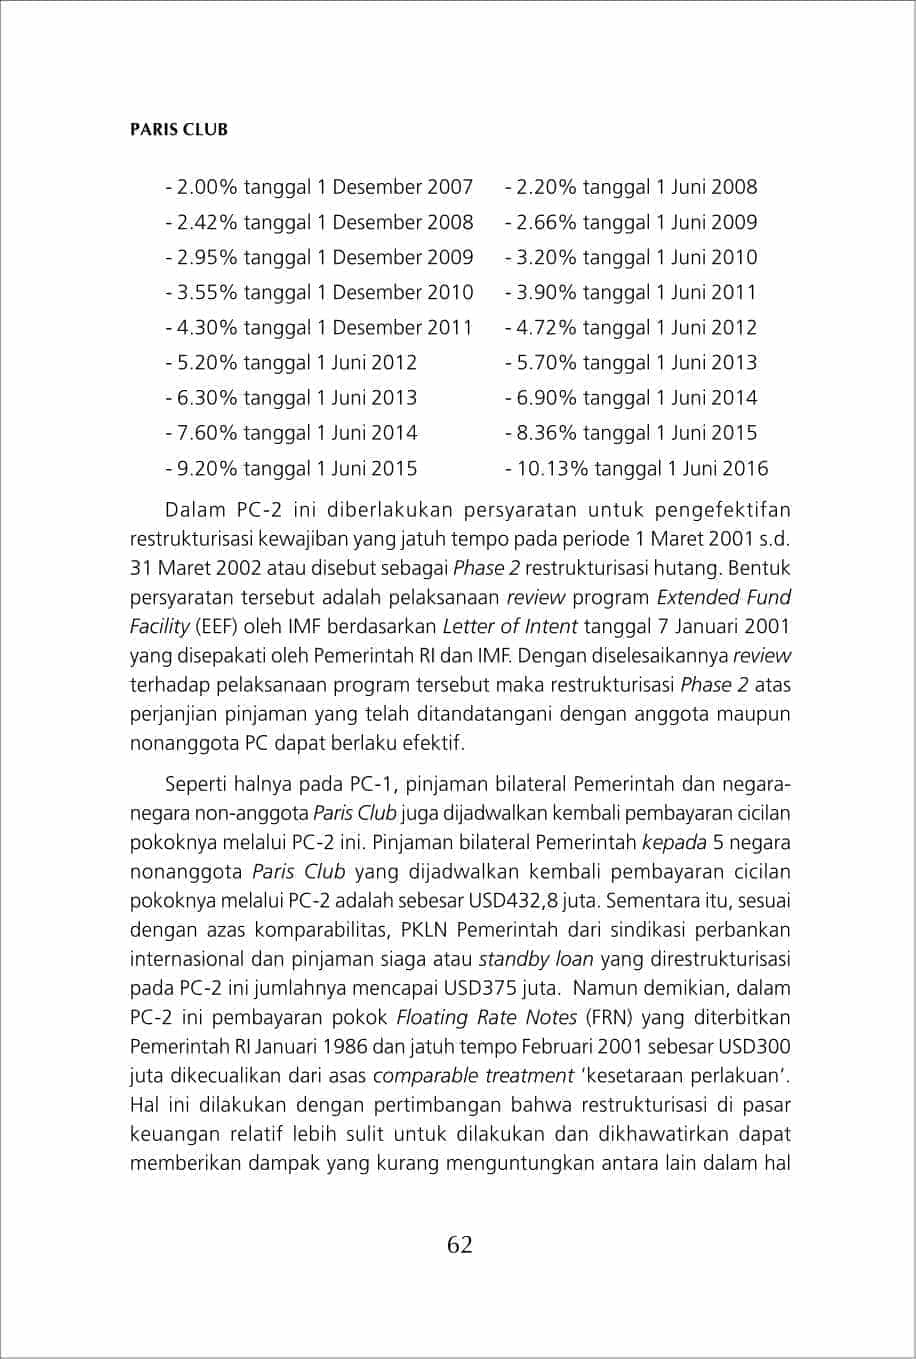 PARIS CLUB
- 2.00% tanggal 1 Desember 2007 - 2.20% tanggal 1 Juni 2008
- 2.42% tanggal 1 Desember 2008 - 2.66% tanggal 1 Juni 2009
- 2.95% tanggal 1 Desember 2009 - 3.20% tanggal 1 Juni 2010
- 3.55% tanggal 1 Desember 2010 - 3.90% tanggal 1 Juni 2011
- 4.30% tanggal 1 Desember 2011 - 4.72% tanggal 1 Juni 2012
- 5.20% tanggal 1 Juni 2012 - 5.70% tanggal 1 Juni 2013
- 6.30% tanggal 1 Juni 2013 - 6.90% tanggal 1 Juni 2014
- 7.60% tanggal 1 Juni 2014 - 8.36% tanggal 1 Juni 2015
- 9.20% tanggal 1 Juni 2015 - 10.13% tanggal 1 Juni 2016
Dalam PC-2 ini diberlakukan persyaratan untuk pengefektifan
restrukturisasi kewajiban yang jatuh tempo pada periode 1 Maret 2001 s.d.
31 Maret 2002 atau disebut sebagai Phase 2 restrukturisasi hutang. Bentuk
persyaratan tersebut adalah pelaksanaan review program Extended Fund
Facility (EEF) oleh IMF berdasarkan Letter of Intent tanggal 7 Januari 2001
yang disepakati oleh Pemerintah RI dan IMF. Dengan diselesaikannya review
terhadap pelaksanaan program tersebut maka restrukturisasi Phase 2 atas
perjanjian pinjaman yang telah ditandatangani dengan anggota maupun
nonanggota PC dapat berlaku efektif.
Seperti halnya pada PC-1, pinjaman bilateral Pemerintah dan negara-
negara non-anggota Paris Club juga dijadwalkan kembali pembayaran cicilan
pokoknya melalui PC-2 ini. Pinjaman bilateral Pemerintah kepada 5 negara
nonanggota Paris Club yang dijadwalkan kembali pembayaran cicilan
pokoknya melalui PC-2 adalah sebesar USD432,8 juta. Sementara itu, sesuai
dengan azas komparabilitas, PKLN Pemerintah dari sindikasi perbankan
internasional dan pinjaman siaga atau standby loan yang direstrukturisasi
pada PC-2 ini jumlahnya mencapai USD375 juta. Namun demikian, dalam
PC-2 ini pembayaran pokok Floating Rate Notes (FRN) yang diterbitkan
Pemerintah RI Januari 1986 dan jatuh tempo Februari 2001 sebesar USD300
juta dikecualikan dari asas comparable treatment ‘kesetaraan perlakuan’.
Hal ini dilakukan dengan pertimbangan bahwa restrukturisasi di pasar
keuangan relatif lebih sulit untuk dilakukan dan dikhawatirkan dapat
memberikan dampak yang kurang menguntungkan antara lain dalam hal
62